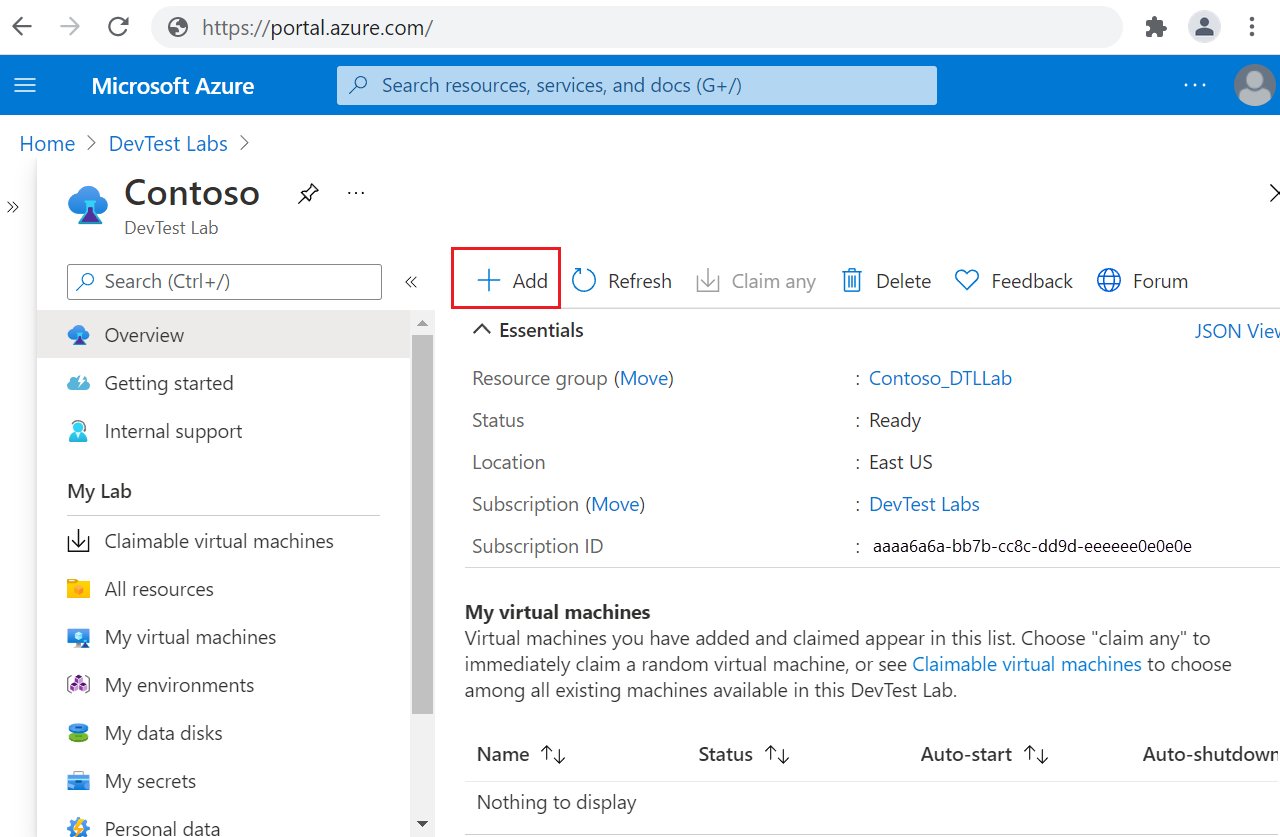 https://portal.azure.com/
Microsoft Azure
Search resources, services, and docs (G+/)
Home > DevTest Labs >
Contoso
DevTest Lab
Search (Ctrl+/)
Overview
Getting started
Internal support
My Lab
Claimable virtual machines
All resources
My virtual machines
My environments
My data disks
My secrets
Personal data
Add Refresh Claim any Delete Feedback Forum
Essentials
JSON View
Resource group (Move) : Contoso_DTLLab
Status : Ready
Location : East US
Subscription (Move) : DevTest Labs
Subscription ID : aaaa6a6a-bb7b-cc8c-dd9d-eeeeee0e0e0e
My virtual machines
Virtual machines you have added and claimed appear in this list. Choose "claim any" to
immediately claim a random virtual machine, or see Claimable virtual machines to choose
among all existing machines available in this DevTest Lab.
Name ↑↓ Status ↑↓ Auto-start ↑↓ Auto-shutdown
Nothing to display